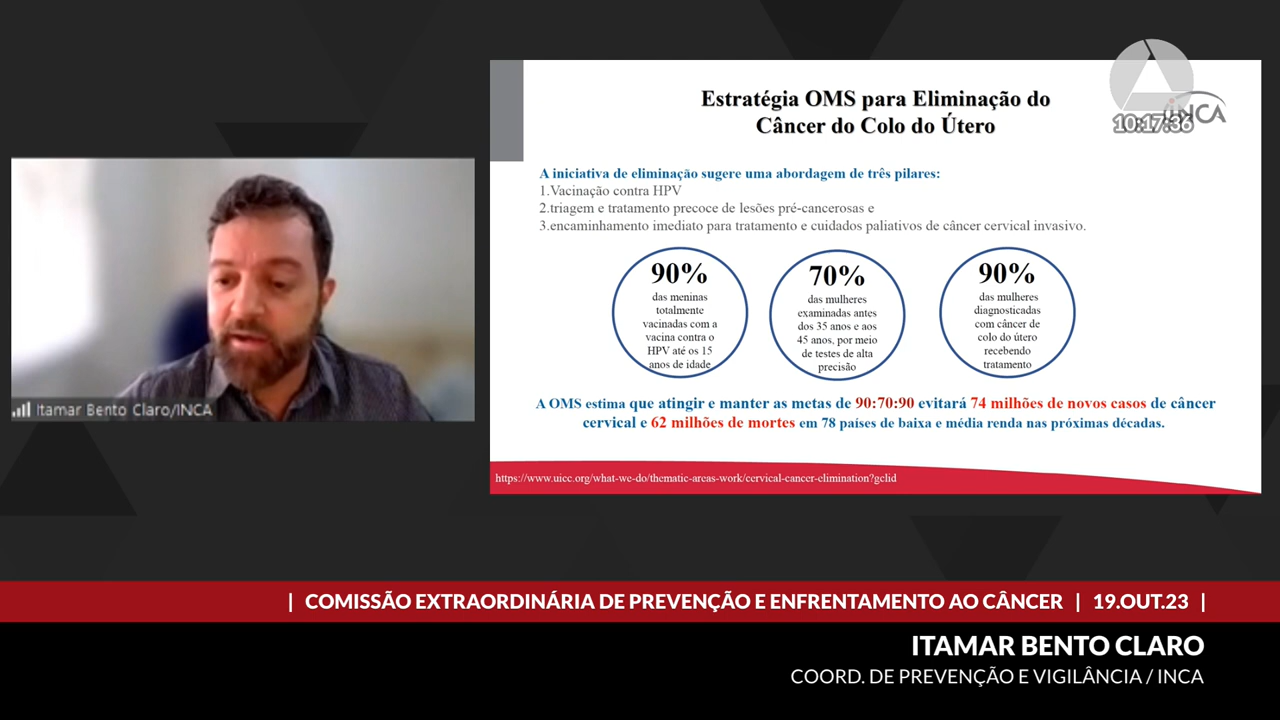 Estratégia OMS para Eliminação do
Câncer do Colo do Útero
INCA
10:17:36
A iniciativa de eliminação sugere uma abordagem de três pilares:
1.Vacinação contra HPV
2.triagem e tratamento precoce de lesões pré-cancerosas e
3.encaminhamento imediato para tratamento e cuidados paliativos de câncer cervical invasivo.
90%
das meninas
totalmente
vacinadas com a
vacina contra o
HPV até os 15
anos de idade
70%
das mulheres
examinadas antes
dos 35 anos e aos
45 anos, por meio
de testes de alta
precisão
90%
das mulheres
diagnosticadas
com câncer de
colo do útero
recebendo
tratamento
A OMS estima que atingir e manter as metas de 90:70:90 evitará 74 milhões de novos casos de câncer
cervical e 62 milhões de mortes em 78 países de baixa e média renda nas próximas décadas.
https://www.uicc.org/what-we-do/thematic-areas-work/cervical-cancer-elimination?gclid
Itamar Bento Claro/INCA
| COMISSÃO EXTRAORDINÁRIA DE PREVENÇÃO E ENFRENTAMENTO AO CÂNCER | 19.OUT.23 |
ITAMAR BENTO CLARO
COORD. DE PREVENÇÃO E VIGILÂNCIA / INCA